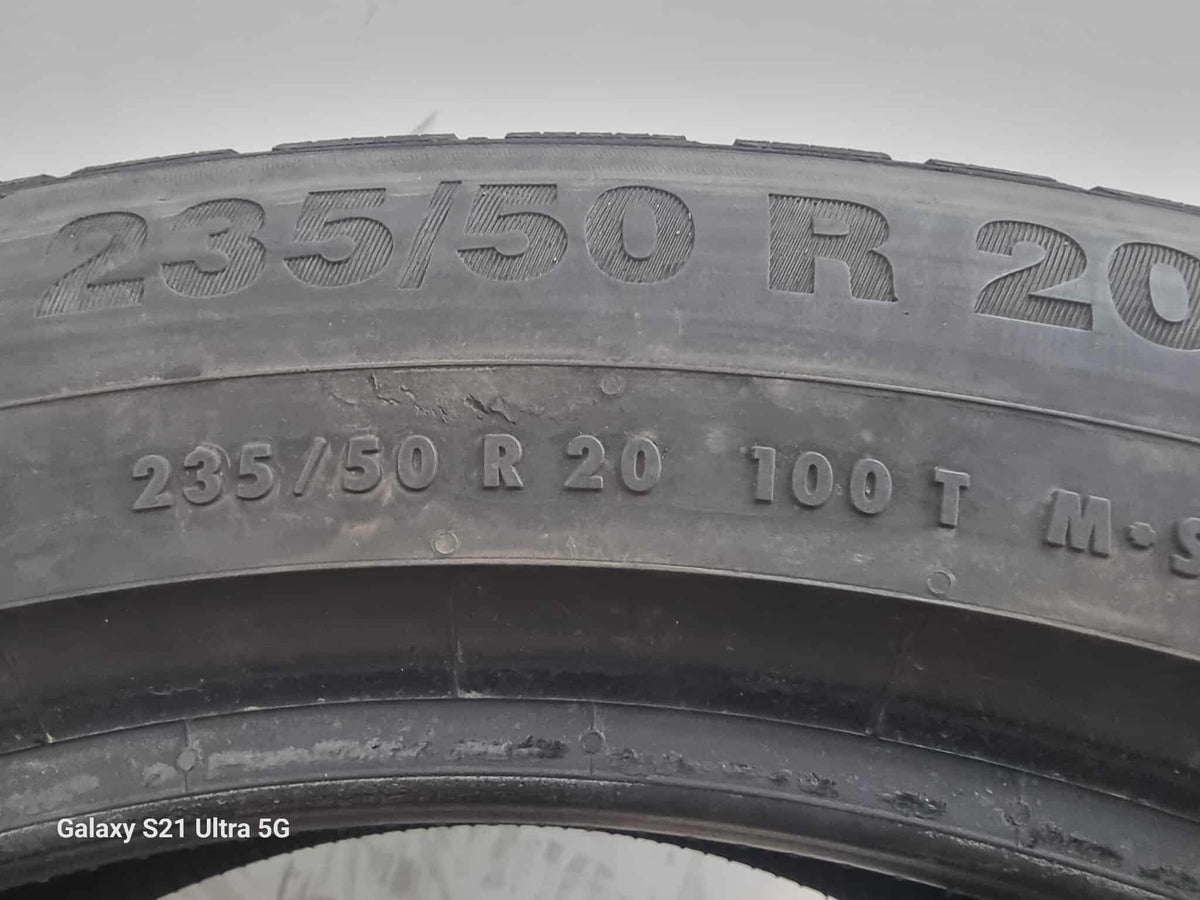 235/50 R 20
235/50 R 20 100 T M+S
Galaxy S21 Ultra 5G